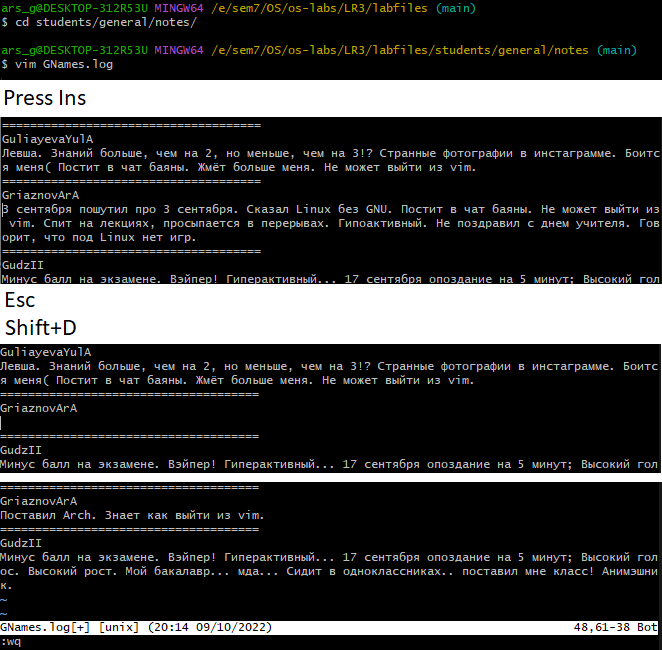 ars_g@DESKTOP-312R53U MINGW64 /e/sem7/OS/os-labs/LR3/labfiles (main)
$ cd students/general/notes/
ars_g@DESKTOP-312R53U MINGW64 /e/sem7/OS/os-labs/LR3/labfiles/students/general/notes (main)
$ vim GNames.log
Press Ins
=====================================
GuliayevaYulA
Левша. Знаний больше, чем на 2, но меньше, чем на 3!? Странные фотографии в инстаграмме. Боитс
я меня( Постит в чат баяны. Жмёт больше меня. Не может выйти из vim.
=====================================
GriaznovArA
3 сентября пошутил про 3 сентября. Сказал Linux без GNU. Постит в чат баяны. Не может выйти из
vim. Спит на лекциях, просыпается в перерывах. Гипоактивный. Не поздравил с днем учителя. Гов
орит, что под Linux нет игр.
=====================================
GudzII
Минус балл на экзамене. Вэйпер! Гиперактивный... 17 сентября опоздание на 5 минут; Высокий гол
Esc
Shift+D
GuliayevaYulA
Левша. Знаний больше, чем на 2, но меньше, чем на 3!? Странные фотографии в инстаграмме. Боитс
я меня( Постит в чат баяны. Жмёт больше меня. Не может выйти из vim.
=====================================
GriaznovArA
=====================================
GudzII
Минус балл на экзамене. Вэйпер! Гиперактивный... 17 сентября опоздание на 5 минут; Высокий гол
=====================================
GriaznovArA
Поставил Arch. Знает как выйти из vim.
=====================================
GudzII
Минус балл на экзамене. Вэйпер! Гиперактивный... 17 сентября опоздание на 5 минут; Высокий гол
ос. Высокий рост. Мой бакалавр... мда... Сидит в одноклассниках.. поставил мне класс! Анимэшни
к.
~
~
GNames.log[+] [unix] (20:14 09/10/2022) 48,61-38 Bot
:wq